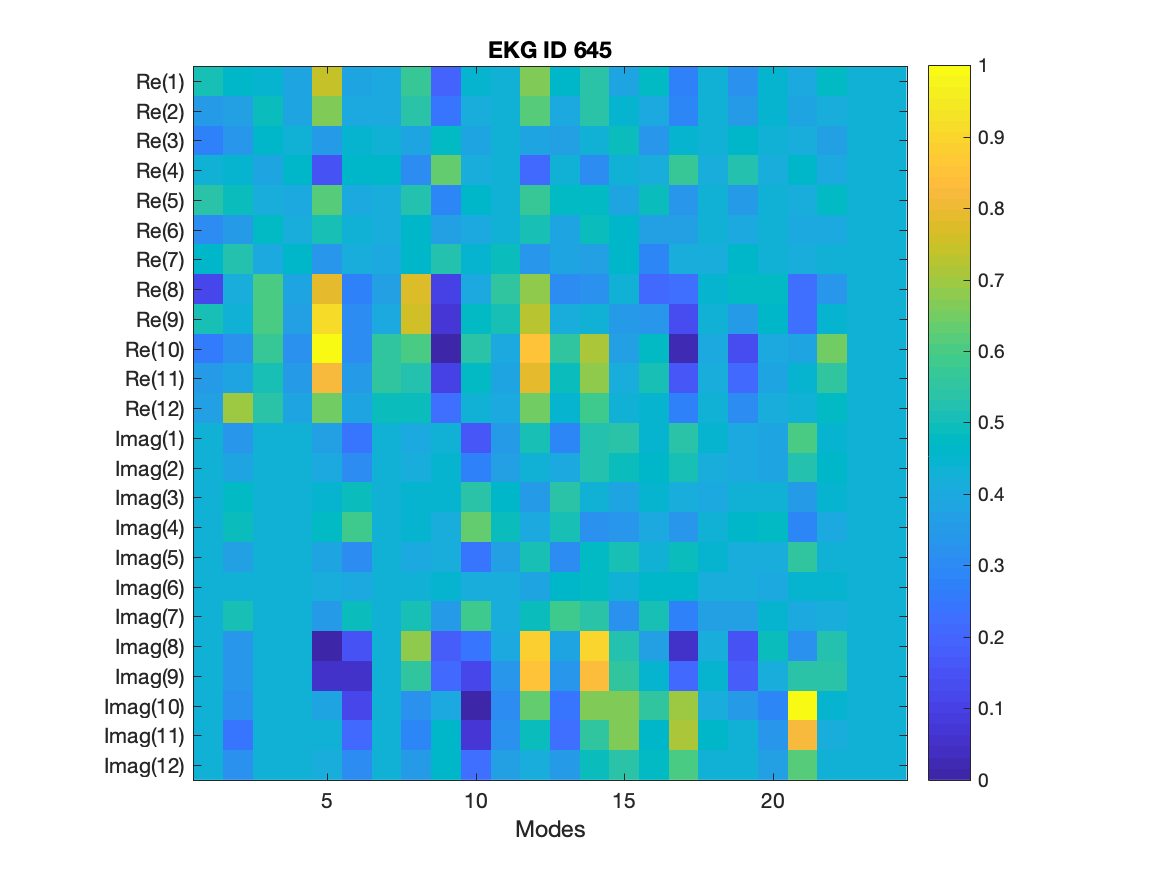 EKG ID 645
Re(1)
Re(2)
Re(3)
Re(4)
Re(5)
Re(6)
Re(7)
Re(8)
Re(9)
Re(10)
Re(11)
Re(12)
Imag(1)
Imag(2)
Imag(3)
Imag(4)
Imag(5)
Imag(6)
Imag(7)
Imag(8)
Imag(9)
Imag(10)
Imag(11)
Imag(12)
5 10 15 20
Modes
1
0.9
0.8
0.7
0.6
0.5
0.4
0.3
0.2
0.1
0